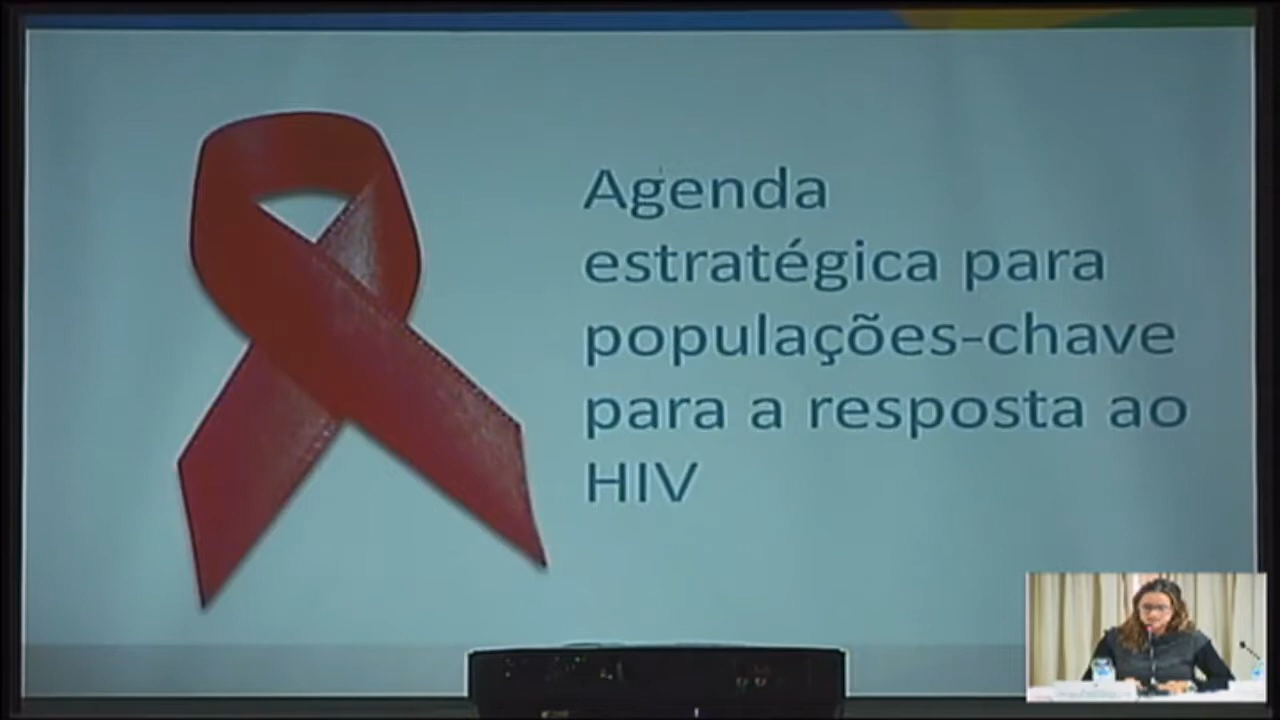 Agenda
estratégica para
populações-chave
para a resposta ao
HIV